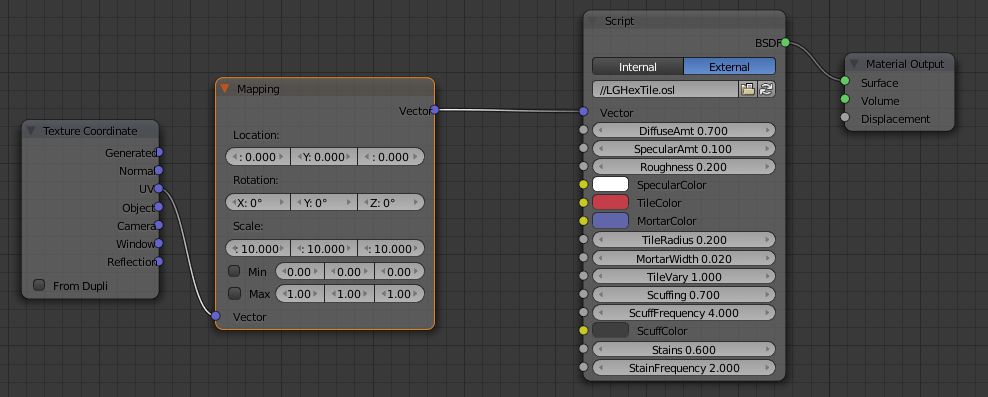 Texture Coordinate
Generated
Normal
UV
Object
Camera
Window
Reflection
From Dupli
Mapping
Vector
Location:
: 0.000 Y: 0.000 : 0.000
Rotation:
X: 0° Y: 0° Z: 0°
Scale:
: 10.000 : 10.000 : 10.000
Min 0.00 0.00 0.00
Max 1.00 1.00 1.00
Vector
Script
BSDF
Internal External
//LGHexTile.osl
Vector
DiffuseAmt 0.700
SpecularAmt 0.100
Roughness 0.200
SpecularColor
TileColor
MortarColor
TileRadius 0.200
MortarWidth 0.020
TileVary 1.000
Scuffing 0.700
ScuffFrequency 4.000
ScuffColor
Stains 0.600
StainFrequency 2.000
Material Output
Surface
Volume
Displacement